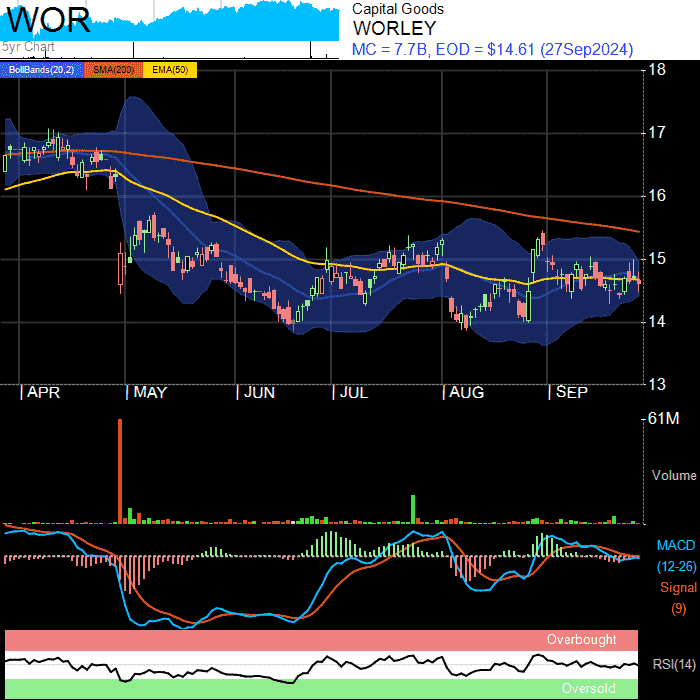 WOR
5yr Chart
Capital Goods
WORLEY
MC = 7.7B, EOD = $14.61 (27Sep2024)
BollBands(20,2) SMA(200) EMA(50)
18
17
16
15
14
13
APR MAY JUN JUL AUG SEP
61M
Volume
MACD
(12-26)
Signal
(9)
Overbought
RSI(14)
Oversold